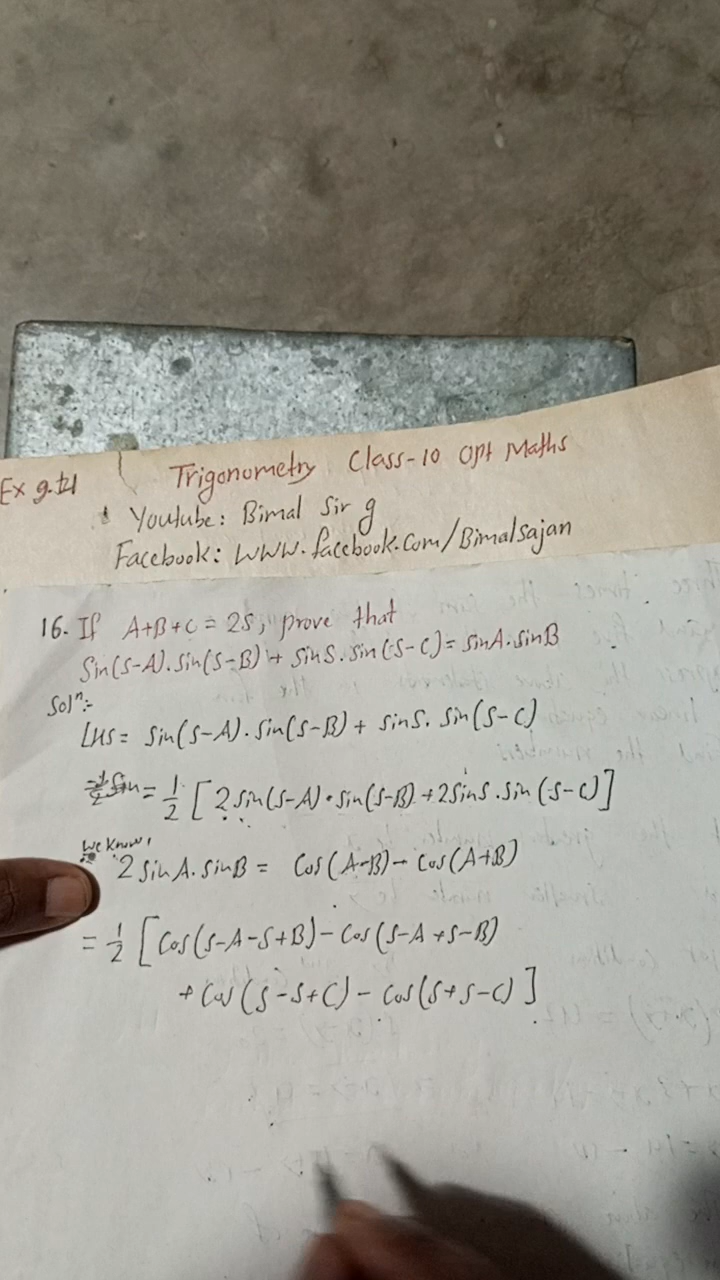 Ex 9.
Trigonometry Class-10 Opt Maths
Youtube: Bimal Sir g
Facebook: www.facebook.com/Bimalsajan
16. If A+B+C = 2S, prove that
Sin(S-A).Sin(S-B) + SinS.Sin(S-C) = SinA.SinB
Solⁿ:-
LHS = Sin(S-A).Sin(S-B) + SinS. Sin(S-C)
= 1/2 [2 Sin(S-A).Sin(S-B) + 2SinS.Sin(S-C)]
We Know,
2 SinA.SinB = Cos(A-B) - Cos(A+B)
= 1/2 [Cos(S-A-S+B) - Cos(S-A+S-B)
+ Cos(S-S+C) - Cos(S+S-C)]